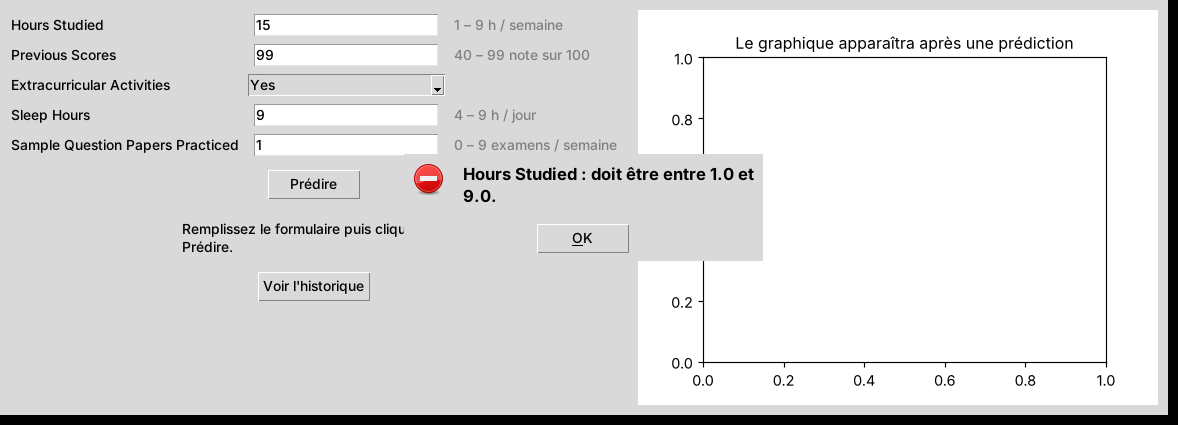 Hours Studied 15 1 – 9 h / semaine
Previous Scores 99 40 – 99 note sur 100
Extracurricular Activities Yes
Sleep Hours 9 4 – 9 h / jour
Sample Question Papers Practiced 1 0 – 9 examens / semaine
Prédire
Remplissez le formulaire puis cliqu
Prédire.
Voir l'historique
Hours Studied : doit être entre 1.0 et
9.0.
OK
Le graphique apparaîtra après une prédiction
1.0
0.8
0.2
0.0
0.0 0.2 0.4 0.6 0.8 1.0